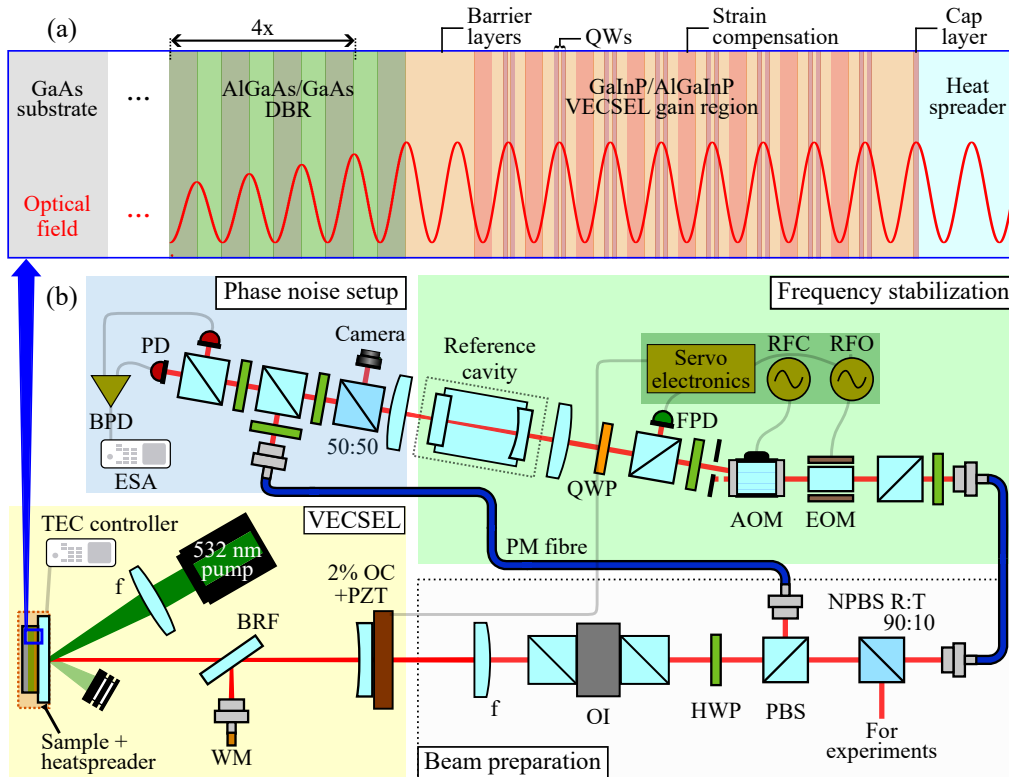 (a)
4x
Barrier
layers
QWs
Strain
compensation
Cap
layer
GaAs
substrate
...
AlGaAs/GaAs
DBR
GaInP/AlGaInP
VECSEL gain region
Heat
spreader
Optical
field
...
(b)
Phase noise setup
Frequency stabilization
PD
Camera
Reference
cavity
Servo
electronics
RFC
RFO
BPD
50:50
FPD
ESA
QWP
AOM
EOM
TEC controller
VECSEL
PM fibre
532 nm
pump
f
2% OC
+PZT
NPBS R:T
90:10
BRF
f
OI
HWP
PBS
WM
For
experiments
Sample +
heatspreader
Beam preparation